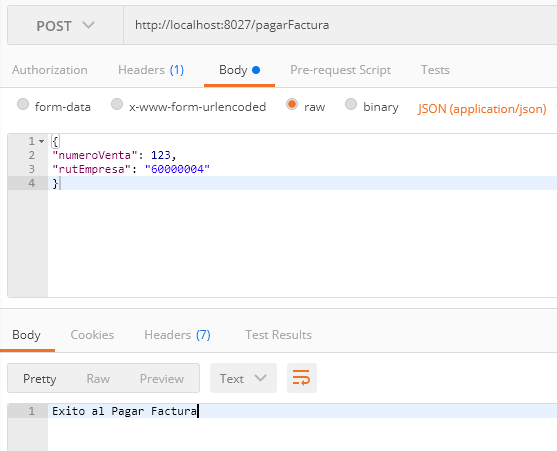 POST http://localhost:8027/pagarFactura
Authorization Headers (1) Body Pre-request Script Tests
form-data x-www-form-urlencoded raw binary JSON (application/json)
1 {
2 "numeroVenta": 123,
3 "rutEmpresa": "60000004"
4 }
Body Cookies Headers (7) Test Results
Pretty Raw Preview Text
1 Exito al Pagar Factura